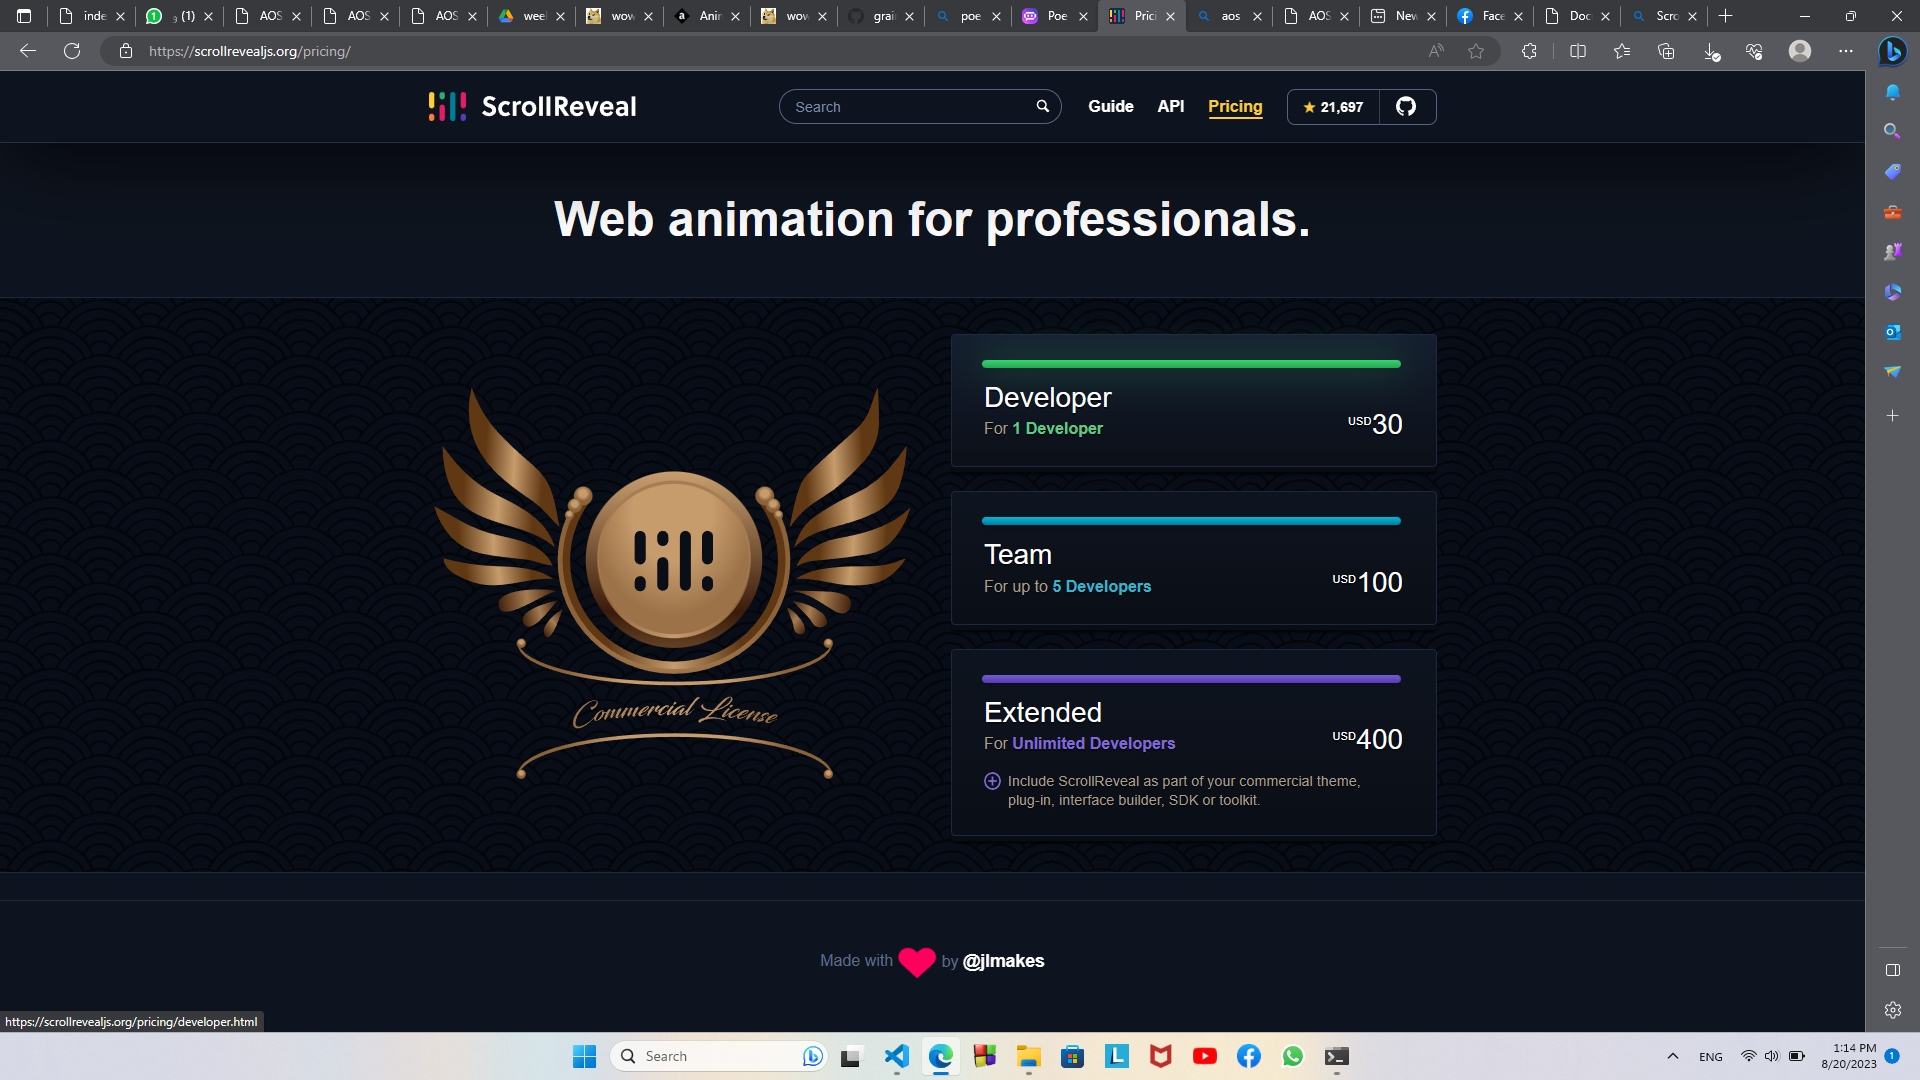 inde
(1)
AOS
AOS
AOS
weel
wow
Anin
wow
grai
poe
Poe
Prici
aos
AOS
New
Face
Doc
Scro
https://scrollrevealjs.org/pricing/
ScrollReveal
Search
Guide
API
Pricing
★ 21,697
Web animation for professionals.
Developer
For 1 Developer
USD30
Team
For up to 5 Developers
USD100
Extended
For Unlimited Developers
USD400
Include ScrollReveal as part of your commercial theme,
plug-in, interface builder, SDK or toolkit.
Commercial License
Made with
by @jlmakes
https://scrollrevealjs.org/pricing/developer.html
Search
ENG
1:14 PM
8/20/2023
1